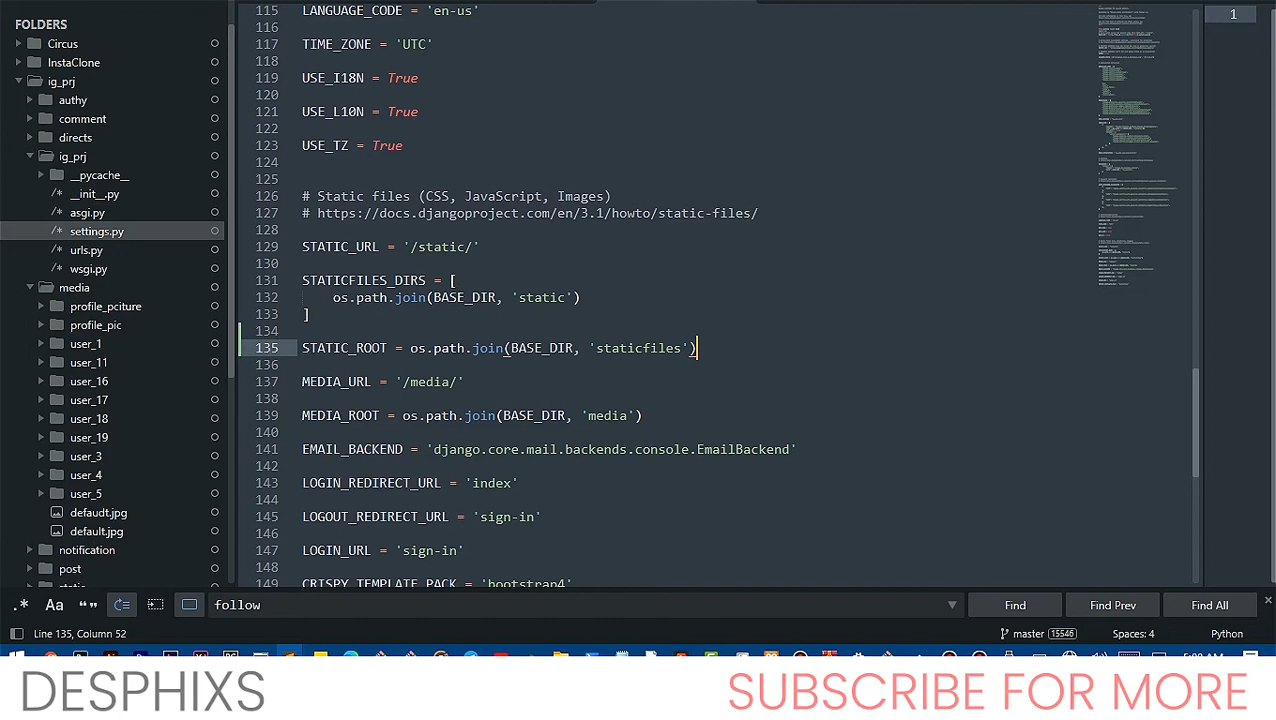 FOLDERS
Circus
InstaClone
ig_prj
authy
comment
directs
ig_prj
__pycache__
/* __init__.py
/* asgi.py
/* settings.py
/* urls.py
/* wsgi.py
media
profile_pciture
profile_pic
user_1
user_11
user_16
user_17
user_18
user_19
user_3
user_4
user_5
defaudt.jpg
default.jpg
notification
post
115 LANGUAGE_CODE = 'en-us'
116
117 TIME_ZONE = 'UTC'
118
119 USE_I18N = True
120
121 USE_L10N = True
122
123 USE_TZ = True
124
125
126 # Static files (CSS, JavaScript, Images)
127 # https://docs.djangoproject.com/en/3.1/howto/static-files/
128
129 STATIC_URL = '/static/'
130
131 STATICFILES_DIRS = [
132 os.path.join(BASE_DIR, 'static')
133 ]
134
135 STATIC_ROOT = os.path.join(BASE_DIR, 'staticfiles')
136
137 MEDIA_URL = '/media/'
138
139 MEDIA_ROOT = os.path.join(BASE_DIR, 'media')
140
141 EMAIL_BACKEND = 'django.core.mail.backends.console.EmailBackend'
142
143 LOGIN_REDIRECT_URL = 'index'
144
145 LOGOUT_REDIRECT_URL = 'sign-in'
146
147 LOGIN_URL = 'sign-in'
148
149 CRISPY_TEMPLATE_PACK = 'bootstrap4'
1
.* Aa “” follow Find Find Prev Find All
Line 135, Column 52 master 15546 Spaces: 4 Python
DESPHIXS SUBSCRIBE FOR MORE